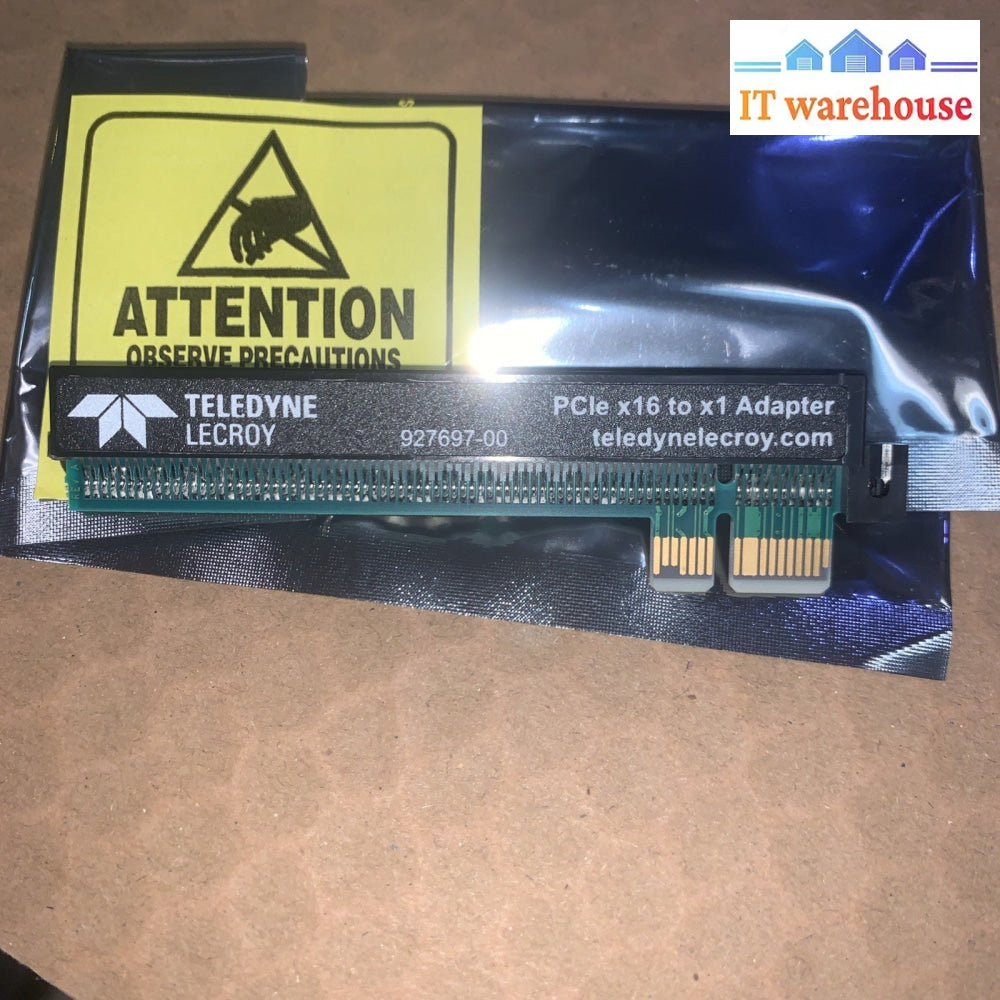 IT warehouse
ATTENTION
OBSERVE PRECAUTIONS
TELEDYNE
LECROY
927697-00
PCIe x16 to x1 Adapter
teledynelecroy.com